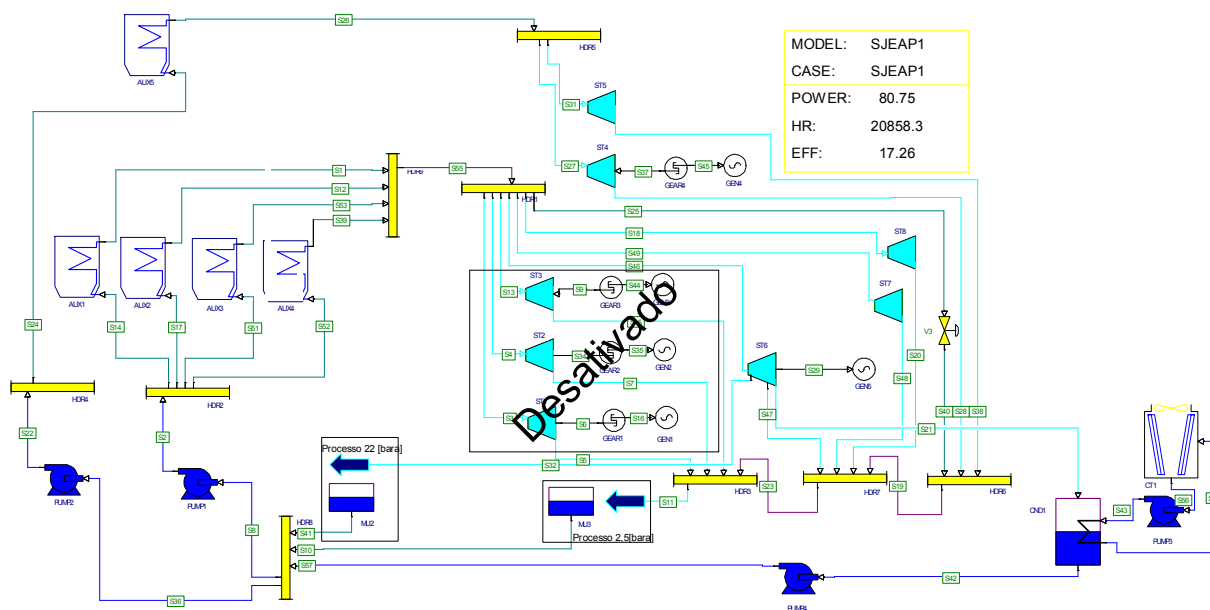 S26
HDR5
AUX5
MODEL: SJEAP1
CASE: SJEAP1
POWER: 80.75
HR: 20858.3
EFF: 17.26
ST5
S31
ST4
S27
S37
GEAR4
S45
GEN4
S1
S12
S53
S39
HDR9
S55
HDR1
S25
S18
S49
S46
ST8
AUX1
AUX2
AUX3
AUX4
ST3
S13
S9
GEAR3
S44
ST7
S24
S14
S17
S51
S52
Desativado
V3
ST2
S4
S34
GEAR2
S35
GEN2
S7
ST6
S29
GEN5
S20
S48
HDR4
HDR2
S6
GEAR1
S16
GEN1
S47
S40
S28
S38
S21
S22
S2
Processo 22 [bara]
S32
S5
HDR3
S23
HDR7
S19
HDR6
CT1
PUMP2
PUMP1
MU2
MU3
S11
Processo 2,5[bara]
CND1
S43
S56
PUMP3
HDR8
S8
S41
S10
S57
S42
S36
PUMP4